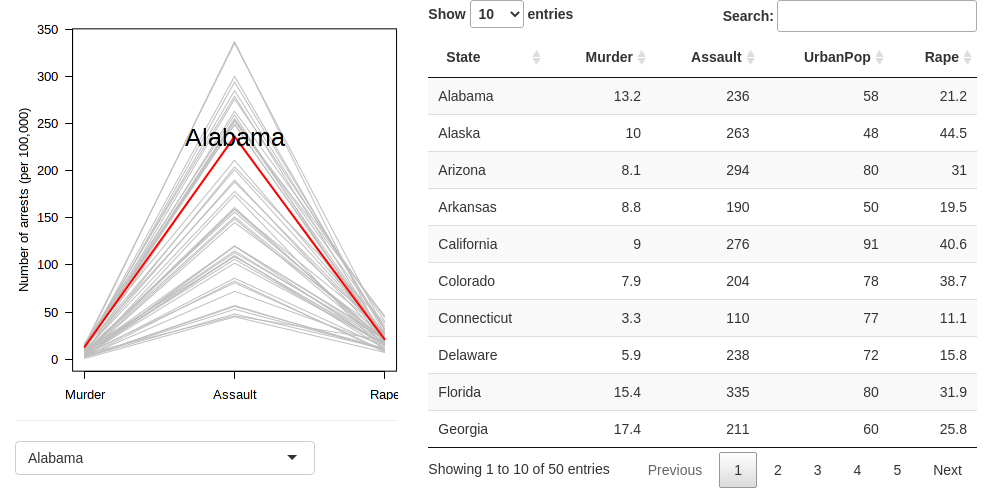 350
300
250
200
150
100
50
0
Number of arrests (per 100,000)
Alabama
Murder Assault Rape
Alabama
Show 10 entries
Search:
State Murder Assault UrbanPop Rape
Alabama 13.2 236 58 21.2
Alaska 10 263 48 44.5
Arizona 8.1 294 80 31
Arkansas 8.8 190 50 19.5
California 9 276 91 40.6
Colorado 7.9 204 78 38.7
Connecticut 3.3 110 77 11.1
Delaware 5.9 238 72 15.8
Florida 15.4 335 80 31.9
Georgia 17.4 211 60 25.8
Showing 1 to 10 of 50 entries
Previous 1 2 3 4 5 Next